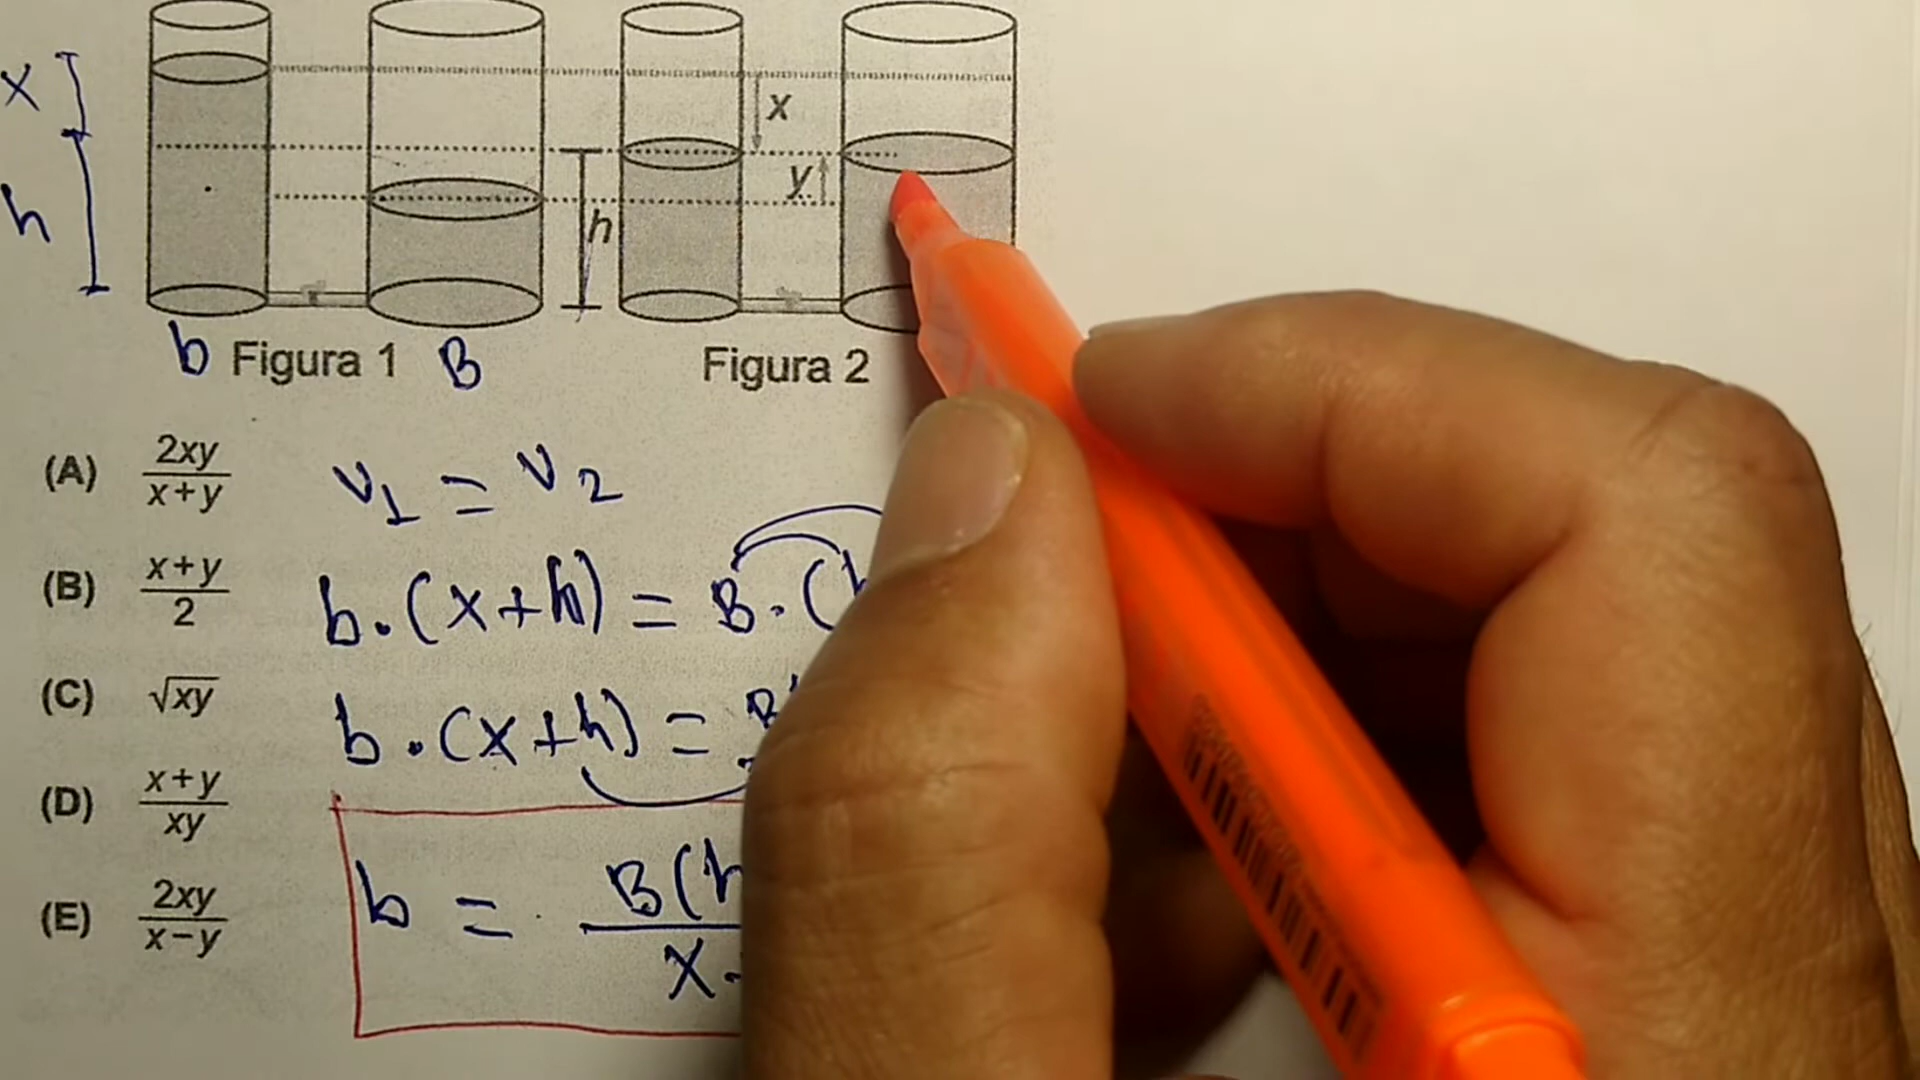 x
h
x
y
h
b Figura 1 B
Figura 2
(A) 2xy / x+y
v₁ = v₂
(B) x+y / 2
b.(x+h) = B.(
(C) √xy
b.(x+h) = B
(D) x+y / xy
(E) 2xy / x−y
b = B(h / x.